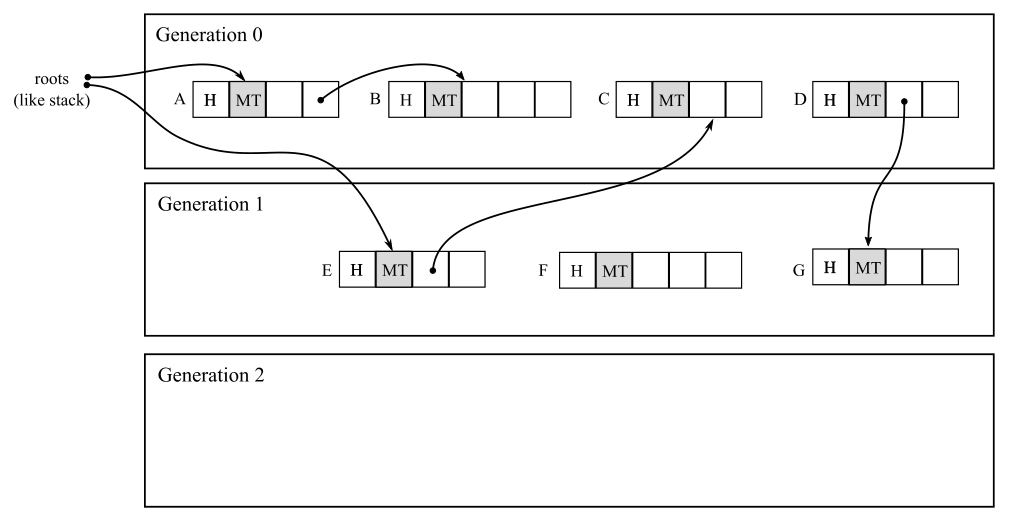 Generation 0
roots
(like stack)
A H MT
B H MT
C H MT
D H MT
Generation 1
E H MT
F H MT
G H MT
Generation 2